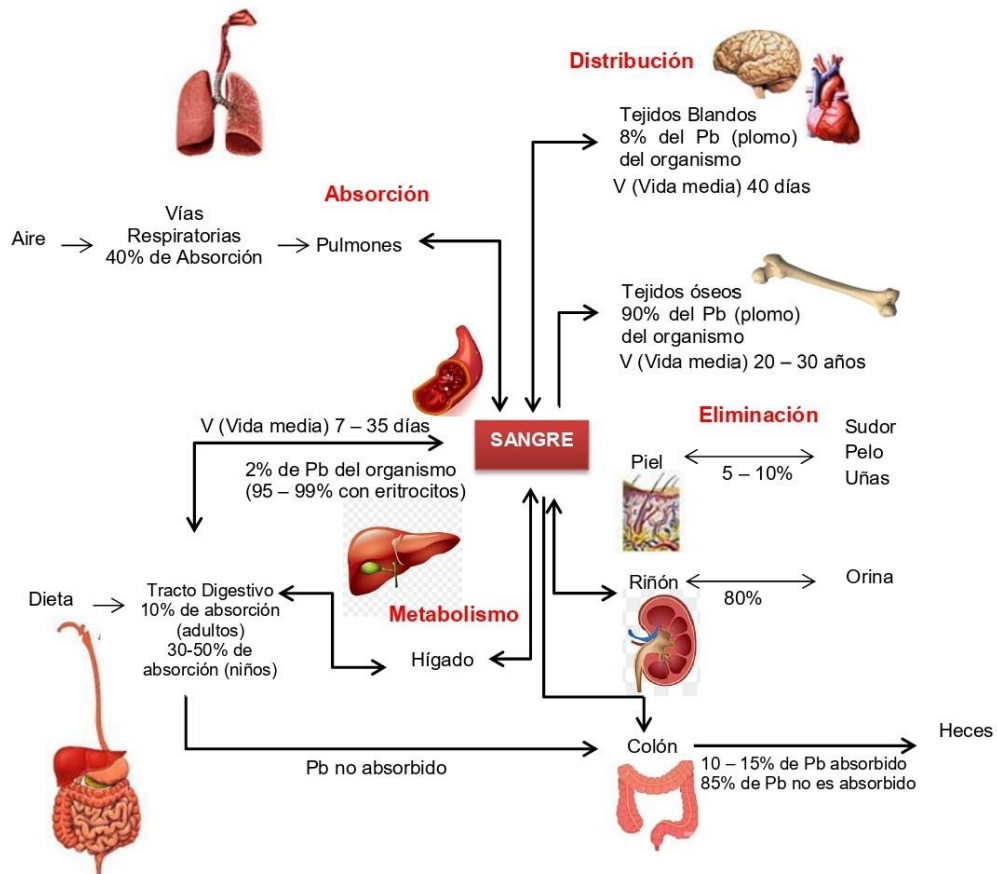 Distribución
Tejidos Blandos
8% del Pb (plomo)
del organismo
V (Vida media) 40 días
Absorción
Aire
Vías
Respiratorias
40% de Absorción
Pulmones
Tejidos óseos
90% del Pb (plomo)
del organismo
V (Vida media) 20 – 30 años
V (Vida media) 7 – 35 días
2% de Pb del organismo
(95 – 99% con eritrocitos)
SANGRE
Eliminación
Piel
5 – 10%
Sudor
Pelo
Uñas
Dieta
Tracto Digestivo
10% de absorción
(adultos)
30-50% de
absorción (niños)
Metabolismo
Hígado
Riñón
80%
Orina
Pb no absorbido
Colón
10 – 15% de Pb absorbido
85% de Pb no es absorbido
Heces